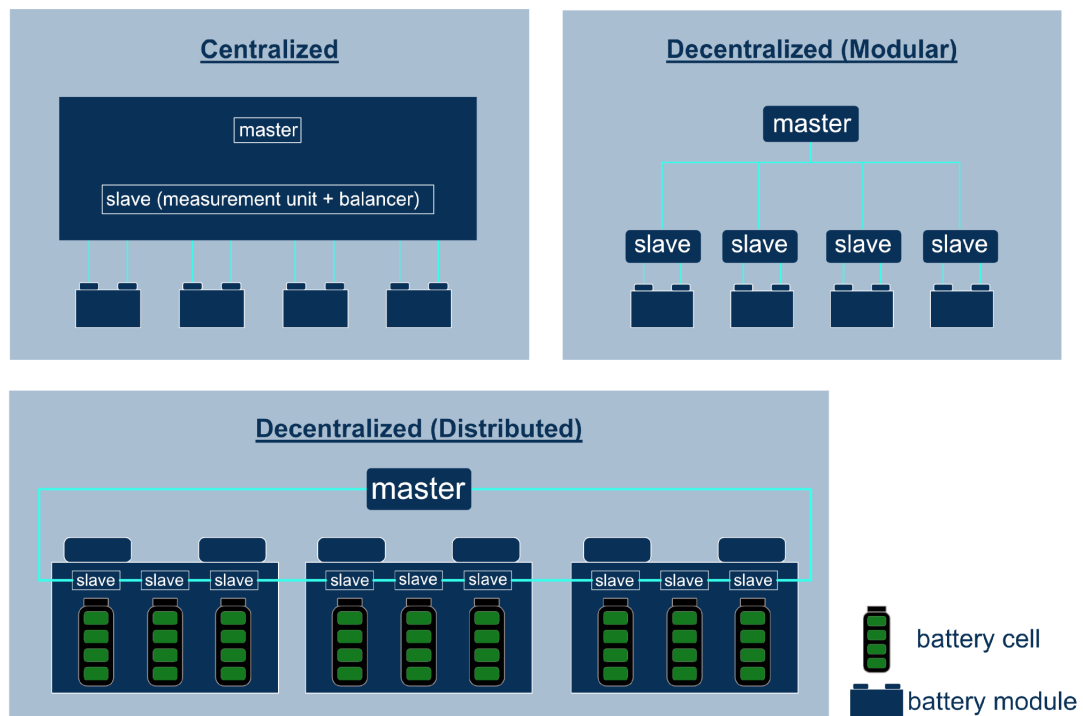 Centralized
master
slave (measurement unit + balancer)
Decentralized (Modular)
master
slave slave slave slave
Decentralized (Distributed)
master
slave slave slave slave slave slave slave slave slave
battery cell
battery module